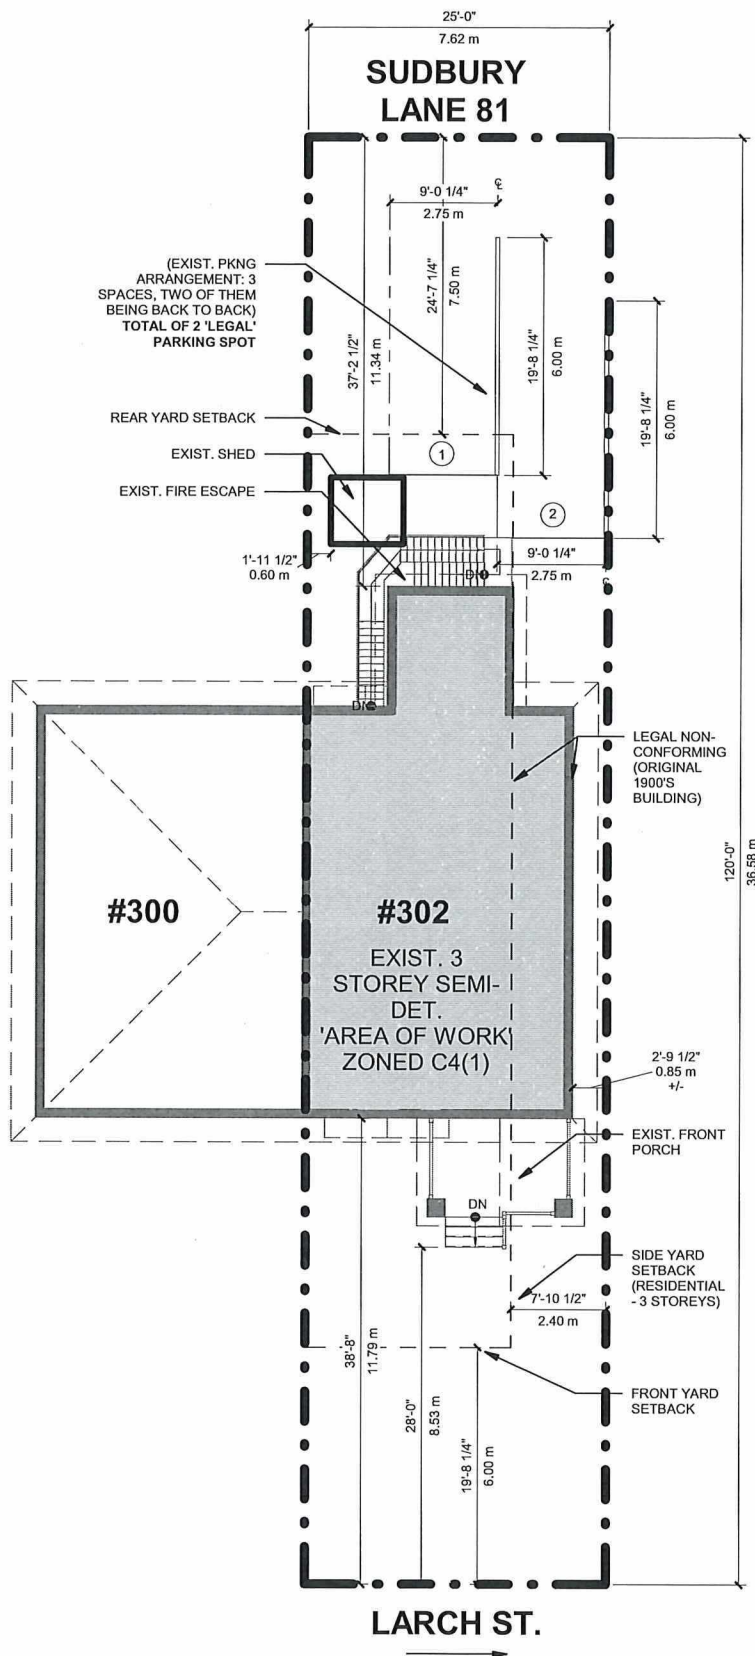 25'-0"
7.62 m
SUDBURY
LANE 81
9'-0 1/4"
2.75 m
24'-7 1/4"
7.50 m
37'-2 1/2"
11.34 m
(EXIST. PKNG
ARRANGEMENT: 3
SPACES, TWO OF THEM
BEING BACK TO BACK)
TOTAL OF 2 'LEGAL'
PARKING SPOT
19'-8 1/4"
6.00 m
19'-8 1/4"
6.00 m
REAR YARD SETBACK
1
EXIST. SHED
EXIST. FIRE ESCAPE
2
1'-11 1/2"
0.60 m
9'-0 1/4"
2.75 m
DN
DN
LEGAL NON-
CONFORMING
(ORIGINAL
1900'S
BUILDING)
120'-0"
36.58 m
#300
#302
EXIST. 3
STOREY SEMI-
DET.
'AREA OF WORK'
ZONED C4(1)
2'-9 1/2"
0.85 m
+/-
EXIST. FRONT
PORCH
DN
SIDE YARD
SETBACK
(RESIDENTIAL
- 3 STOREYS)
7'-10 1/2"
2.40 m
38'-8"
11.79 m
28'-0"
8.53 m
19'-8 1/4"
6.00 m
FRONT YARD
SETBACK
LARCH ST.